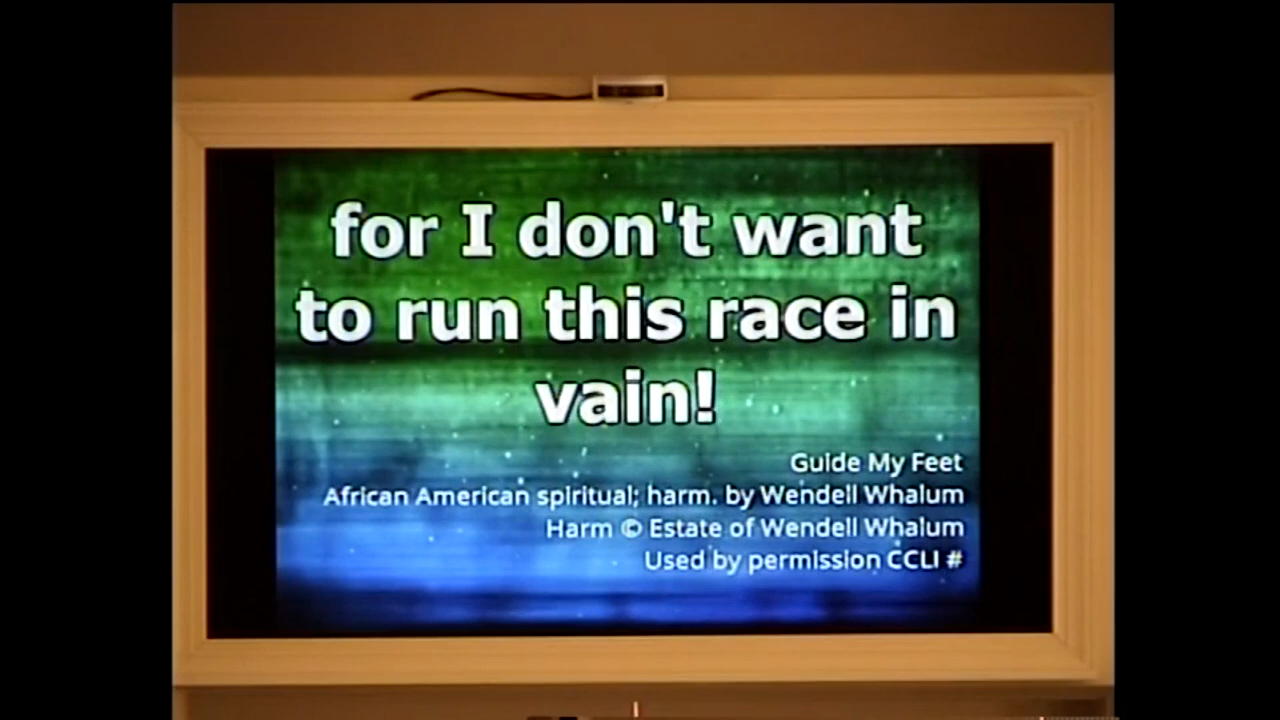 for I don't want
to run this race in
vain!
Guide My Feet
African American spiritual; harm. by Wendell Whalum
Harm © Estate of Wendell Whalum
Used by permission CCLI #